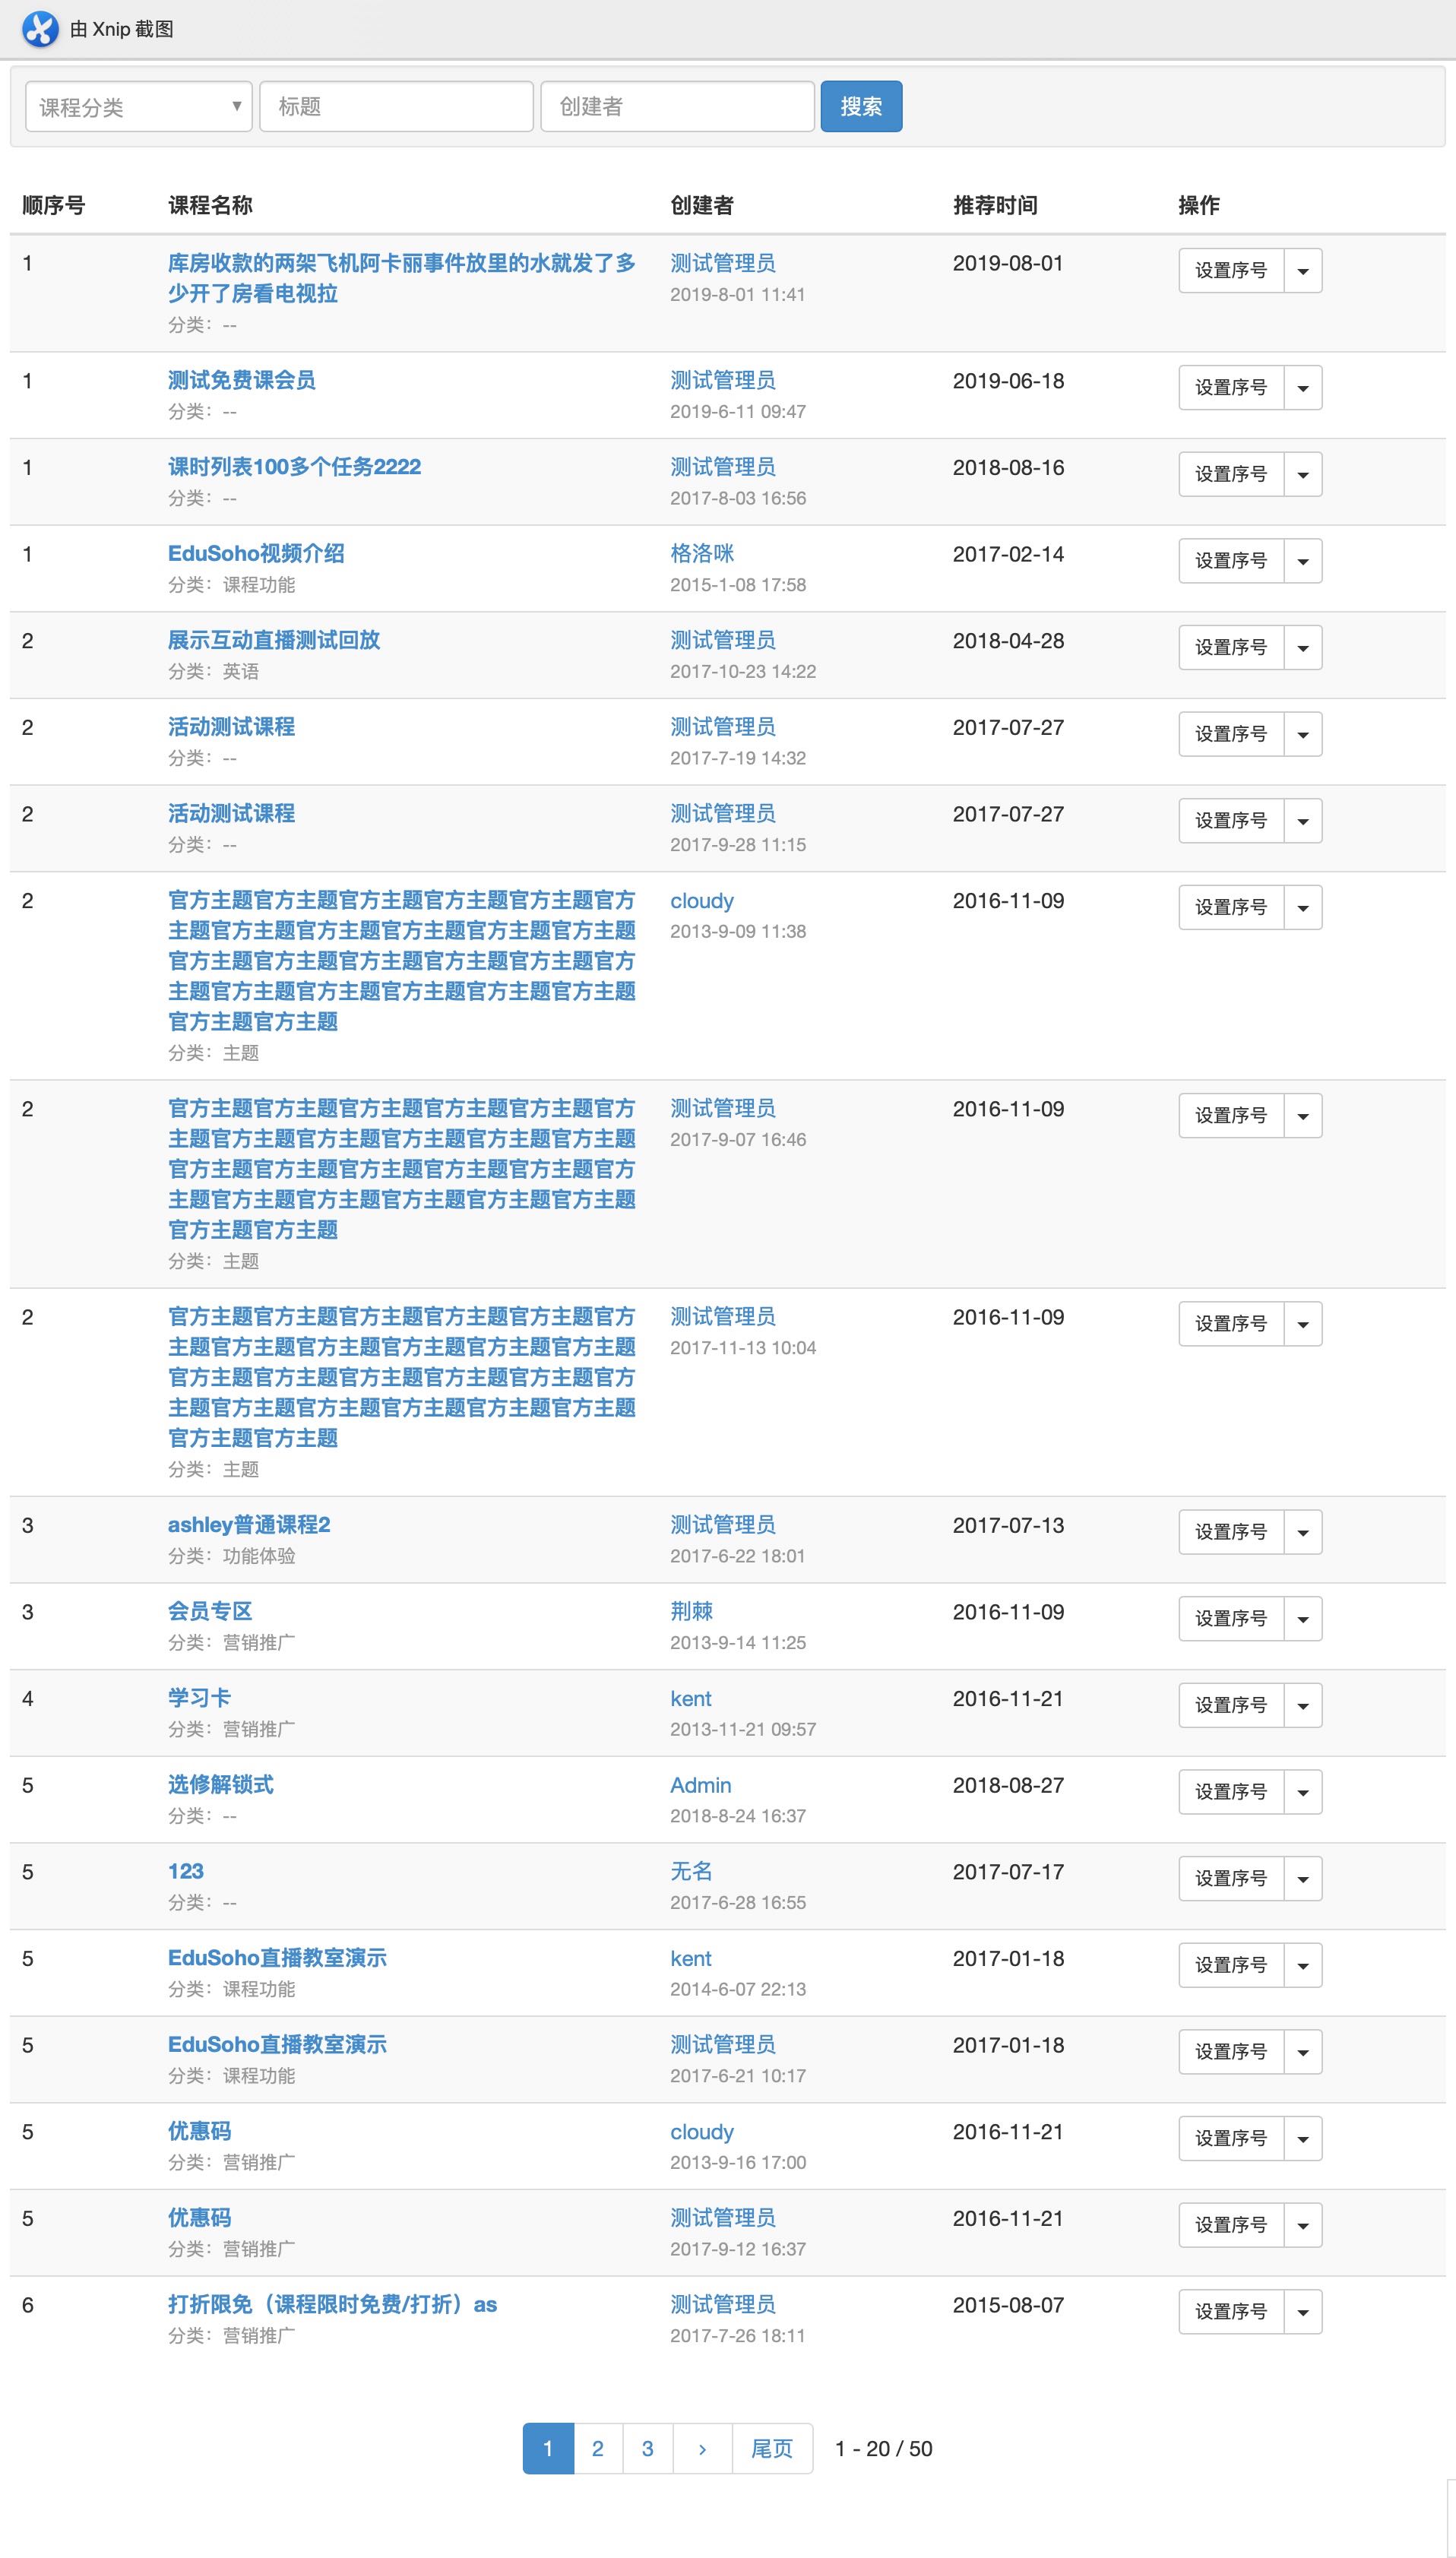 由 Xnip 截图
课程分类 ▼ 标题 创建者 搜索
顺序号 课程名称 创建者 推荐时间 操作
1 库房收款的两架飞机阿卡丽事件放里的水就发了多 测试管理员 2019-08-01 设置序号
少开了房看电视拉 2019-8-01 11:41
分类：--
1 测试免费课会员 测试管理员 2019-06-18 设置序号
分类：-- 2019-6-11 09:47
1 课时列表100多个任务2222 测试管理员 2018-08-16 设置序号
分类：-- 2017-8-03 16:56
1 EduSoho视频介绍 格洛咪 2017-02-14 设置序号
分类：课程功能 2015-1-08 17:58
2 展示互动直播测试回放 测试管理员 2018-04-28 设置序号
分类：英语 2017-10-23 14:22
2 活动测试课程 测试管理员 2017-07-27 设置序号
分类：-- 2017-7-19 14:32
2 活动测试课程 测试管理员 2017-07-27 设置序号
分类：-- 2017-9-28 11:15
2 官方主题官方主题官方主题官方主题官方主题官方 cloudy 2016-11-09 设置序号
主题官方主题官方主题官方主题官方主题官方主题 2013-9-09 11:38
官方主题官方主题官方主题官方主题官方主题官方
主题官方主题官方主题官方主题官方主题官方主题
官方主题官方主题
分类：主题
2 官方主题官方主题官方主题官方主题官方主题官方 测试管理员 2016-11-09 设置序号
主题官方主题官方主题官方主题官方主题官方主题 2017-9-07 16:46
官方主题官方主题官方主题官方主题官方主题官方
主题官方主题官方主题官方主题官方主题官方主题
官方主题官方主题
分类：主题
2 官方主题官方主题官方主题官方主题官方主题官方 测试管理员 2016-11-09 设置序号
主题官方主题官方主题官方主题官方主题官方主题 2017-11-13 10:04
官方主题官方主题官方主题官方主题官方主题官方
主题官方主题官方主题官方主题官方主题官方主题
官方主题官方主题
分类：主题
3 ashley普通课程2 测试管理员 2017-07-13 设置序号
分类：功能体验 2017-6-22 18:01
3 会员专区 荆棘 2016-11-09 设置序号
分类：营销推广 2013-9-14 11:25
4 学习卡 kent 2016-11-21 设置序号
分类：营销推广 2013-11-21 09:57
5 选修解锁式 Admin 2018-08-27 设置序号
分类：-- 2018-8-24 16:37
5 123 无名 2017-07-17 设置序号
分类：-- 2017-6-28 16:55
5 EduSoho直播教室演示 kent 2017-01-18 设置序号
分类：课程功能 2014-6-07 22:13
5 EduSoho直播教室演示 测试管理员 2017-01-18 设置序号
分类：课程功能 2017-6-21 10:17
5 优惠码 cloudy 2016-11-21 设置序号
分类：营销推广 2013-9-16 17:00
5 优惠码 测试管理员 2016-11-21 设置序号
分类：营销推广 2017-9-12 16:37
6 打折限免（课程限时免费/打折）as 测试管理员 2015-08-07 设置序号
分类：营销推广 2017-7-26 18:11
1 2 3 › 尾页 1 - 20 / 50